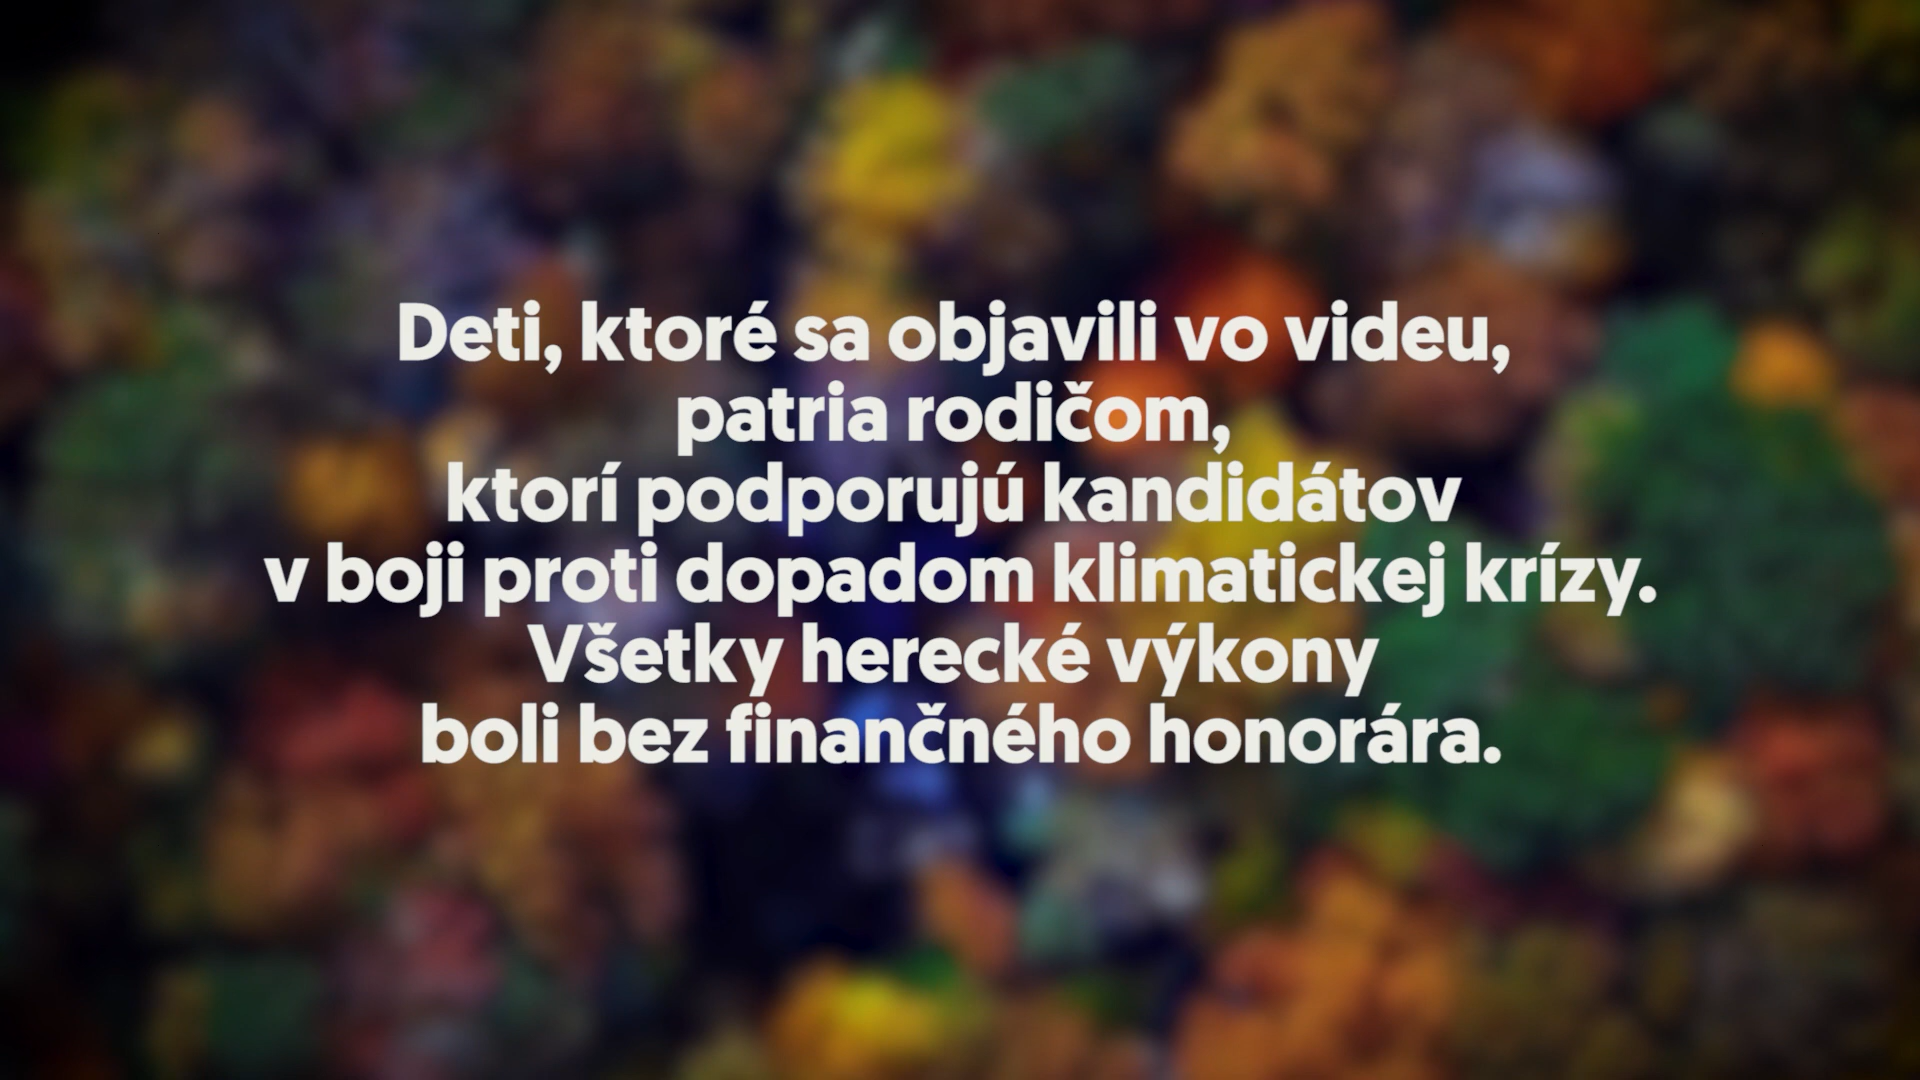 Deti, ktoré sa objavili vo videu,
patria rodičom,
ktorí podporujú kandidátov
v boji proti dopadom klimatickej krízy.
Všetky herecké výkony
boli bez finančného honorára.